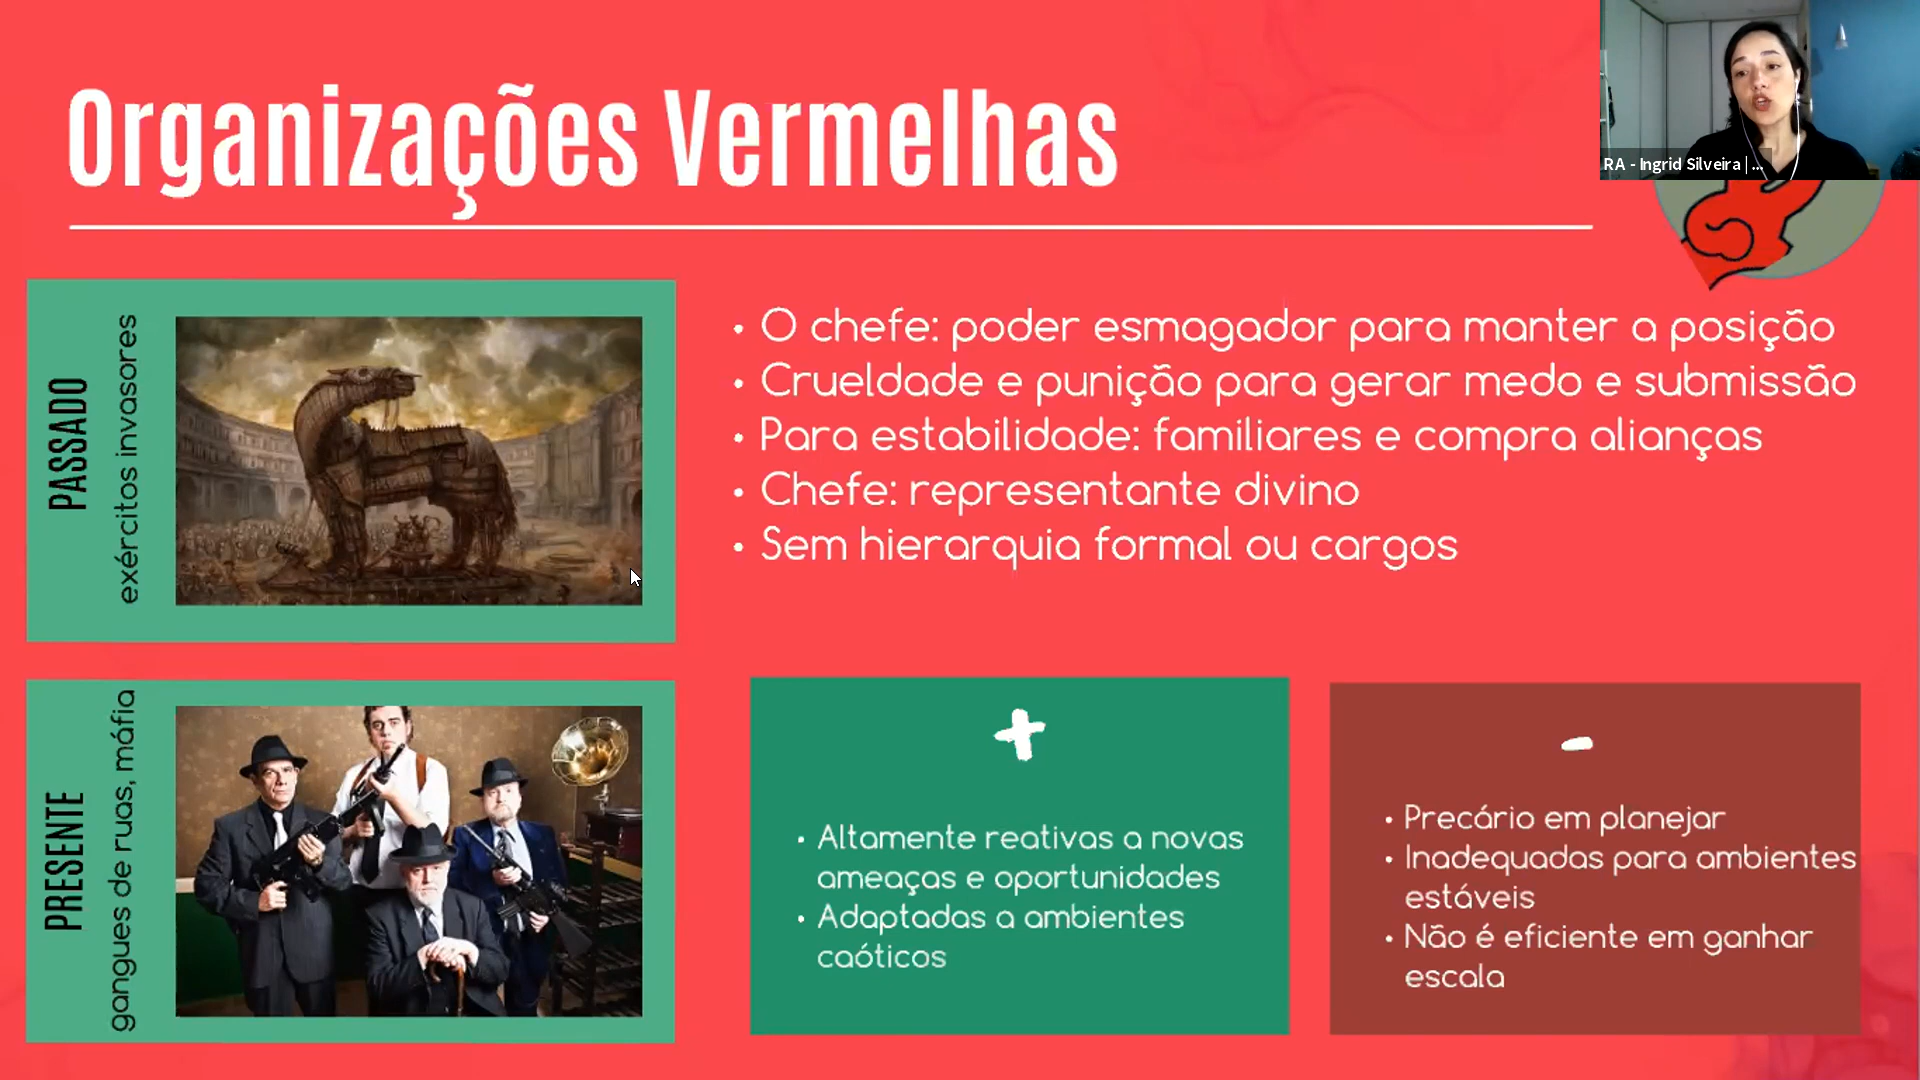 Organizações Vermelhas
RA - Ingrid Silveira | ...
PASSADO
exércitos invasores
• O chefe: poder esmagador para manter a posição
• Crueldade e punição para gerar medo e submissão
• Para estabilidade: familiares e compra alianças
• Chefe: representante divino
• Sem hierarquia formal ou cargos
PRESENTE
gangues de ruas, máfia
+
• Altamente reativas a novas
ameaças e oportunidades
• Adaptadas a ambientes
caóticos
-
• Precário em planejar
• Inadequadas para ambientes
estáveis
• Não é eficiente em ganhar
escala